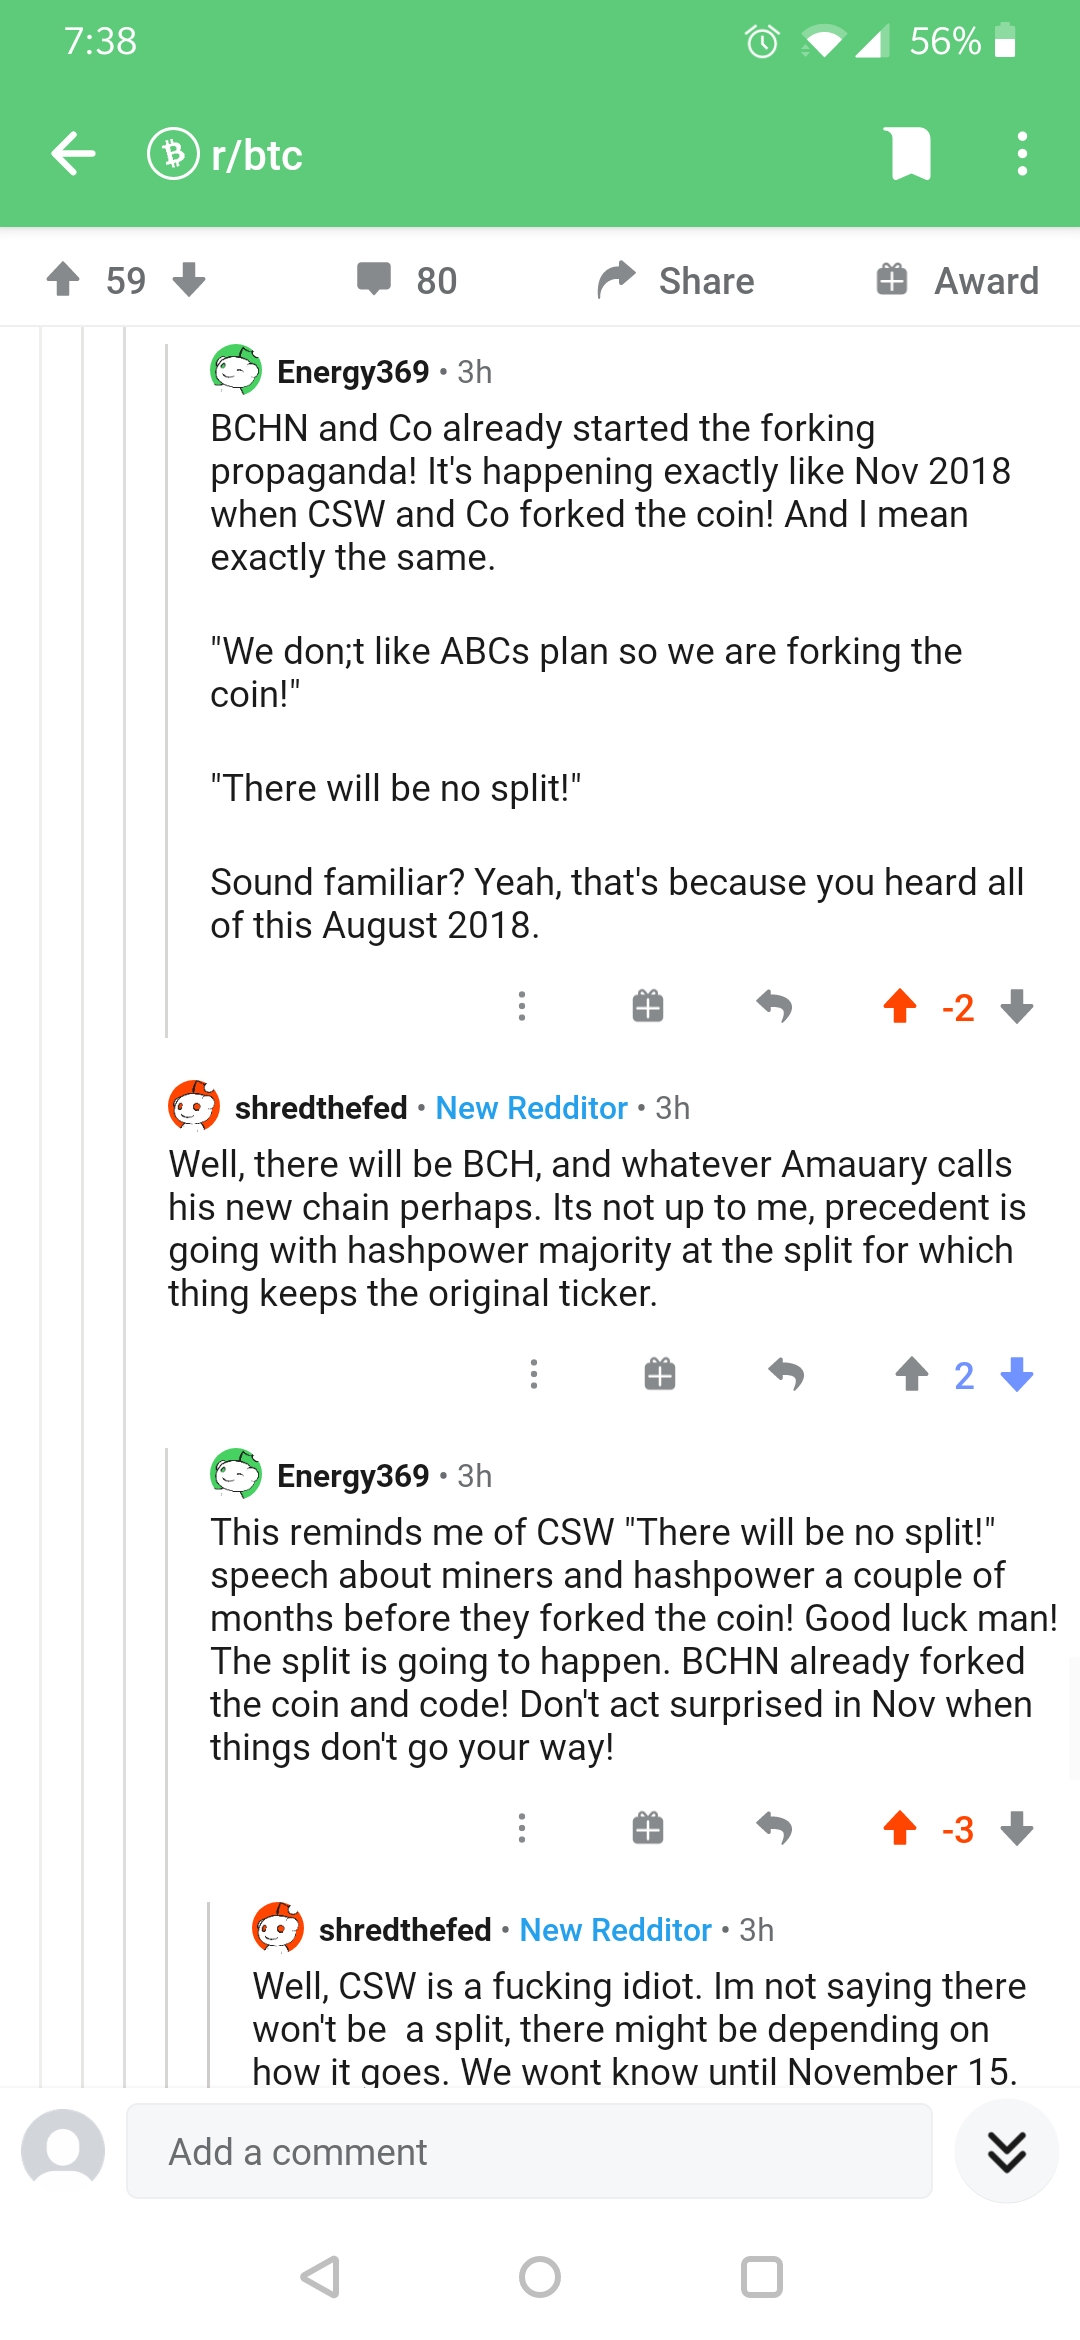 7:38
56%
r/btc
59
80
Share
Award
Energy369 • 3h
BCHN and Co already started the forking
propaganda! It's happening exactly like Nov 2018
when CSW and Co forked the coin! And I mean
exactly the same.
"We don;t like ABCs plan so we are forking the
coin!"
"There will be no split!"
Sound familiar? Yeah, that's because you heard all
of this August 2018.
-2
shredthefed • New Redditor • 3h
Well, there will be BCH, and whatever Amauary calls
his new chain perhaps. Its not up to me, precedent is
going with hashpower majority at the split for which
thing keeps the original ticker.
2
Energy369 • 3h
This reminds me of CSW "There will be no split!"
speech about miners and hashpower a couple of
months before they forked the coin! Good luck man!
The split is going to happen. BCHN already forked
the coin and code! Don't act surprised in Nov when
things don't go your way!
-3
shredthefed • New Redditor • 3h
Well, CSW is a fucking idiot. Im not saying there
won't be  a split, there might be depending on
how it goes. We wont know until November 15.
Add a comment